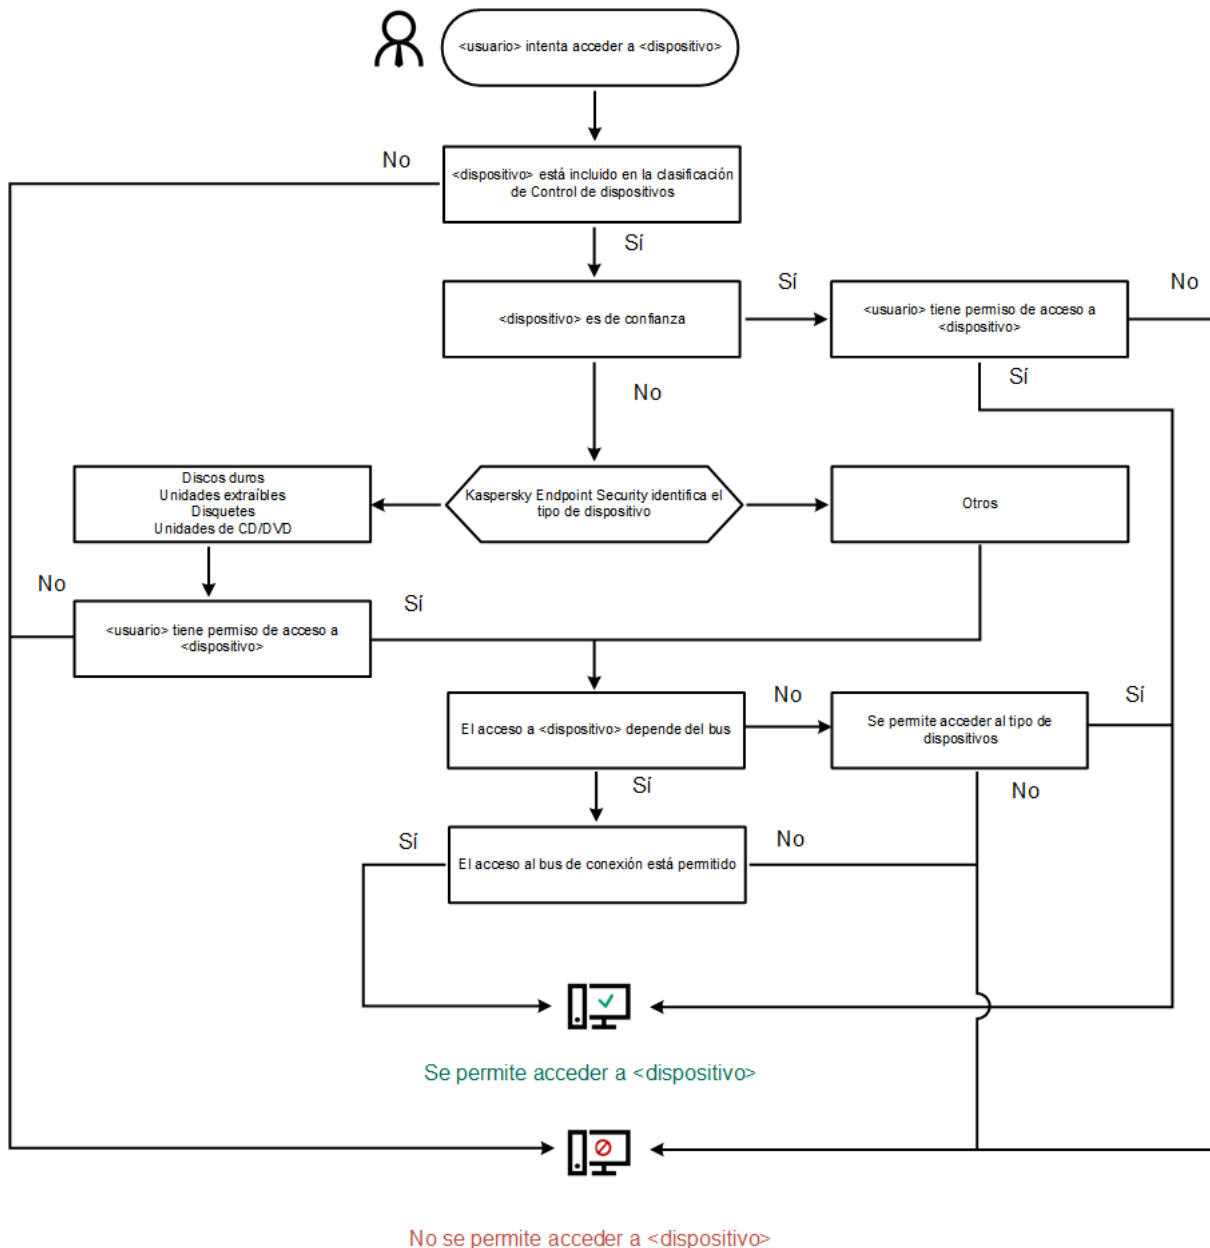 <usuario> intenta acceder a <dispositivo>
No
<dispositivo> está incluido en la clasificación
de Control de dispositivos
Sí
Sí
No
<dispositivo> es de confianza
<usuario> tiene permiso de acceso a
<dispositivo>
No
Sí
Discos duros
Unidades extraíbles
Disquetes
Unidades de CD/DVD
Kaspersky Endpoint Security identifica el
tipo de dispositivo
Otros
No
Sí
<usuario> tiene permiso de acceso a
<dispositivo>
No
Sí
El acceso a <dispositivo> depende del bus
Se permite acceder al tipo de
dispositivos
Sí
No
Sí
No
El acceso al bus de conexión está permitido
Se permite acceder a <dispositivo>
No se permite acceder a <dispositivo>